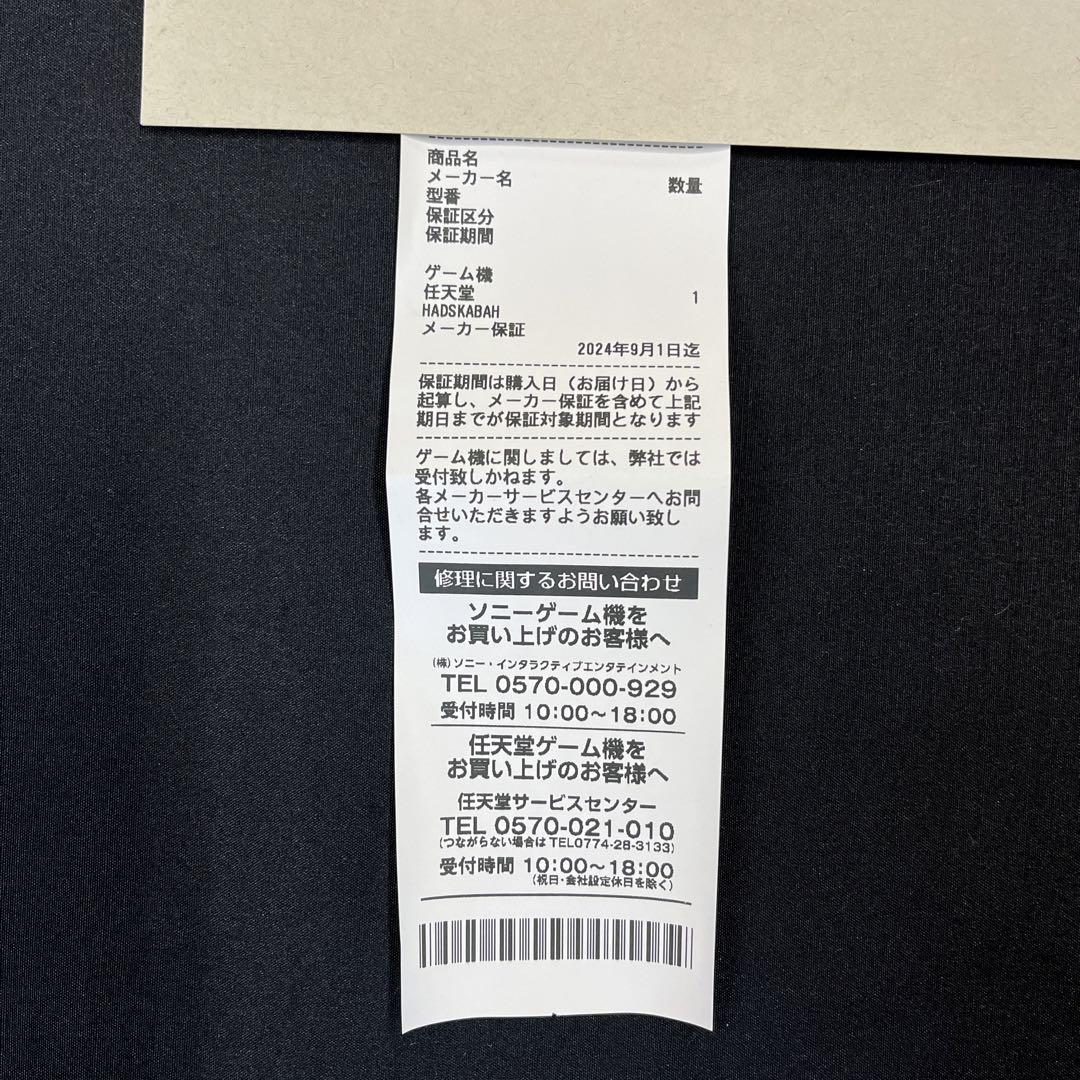 商品名
メーカー名 数量
型番
保証区分
保証期間
ゲーム機
任天堂 1
HADSKABAH
メーカー保証
2024年9月1日迄
保証期間は購入日(お届け日)から
起算し、メーカー保証を含めて上記
期日までが保証対象期間となります
ゲーム機に関しましては、弊社では
受付致しかねます。
各メーカーサービスセンターへお問
合せいただきますようお願い致し
ます。
修理に関するお問い合わせ
ソニーゲーム機を
お買い上げのお客様へ
(株)ソニー・インタラクティブエンタテインメント
TEL 0570-000-929
受付時間 10:00〜18:00
任天堂ゲーム機を
お買い上げのお客様へ
任天堂サービスセンター
TEL 0570-021-010
(つながらない場合はTEL0774-28-3133)
受付時間 10:00〜18:00
(祝日・会社設定休日を除く)